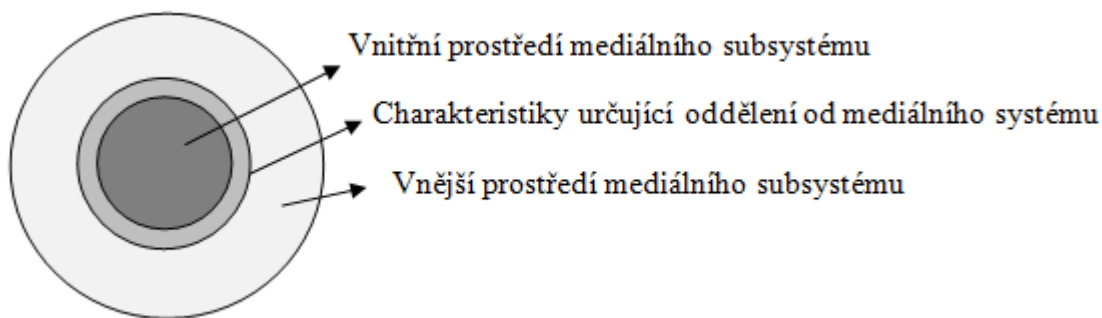 Vnitřní prostředí mediálního subsystému
Charakteristiky určující oddělení od mediálního systému
Vnější prostředí mediálního subsystému